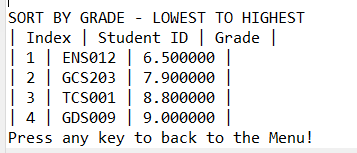 SORT BY GRADE - LOWEST TO HIGHEST
| Index | Student ID | Grade |
| 1 | ENS012 | 6.500000 |
| 2 | GCS203 | 7.900000 |
| 3 | TCS001 | 8.800000 |
| 4 | GDS009 | 9.000000 |
Press any key to back to the Menu!